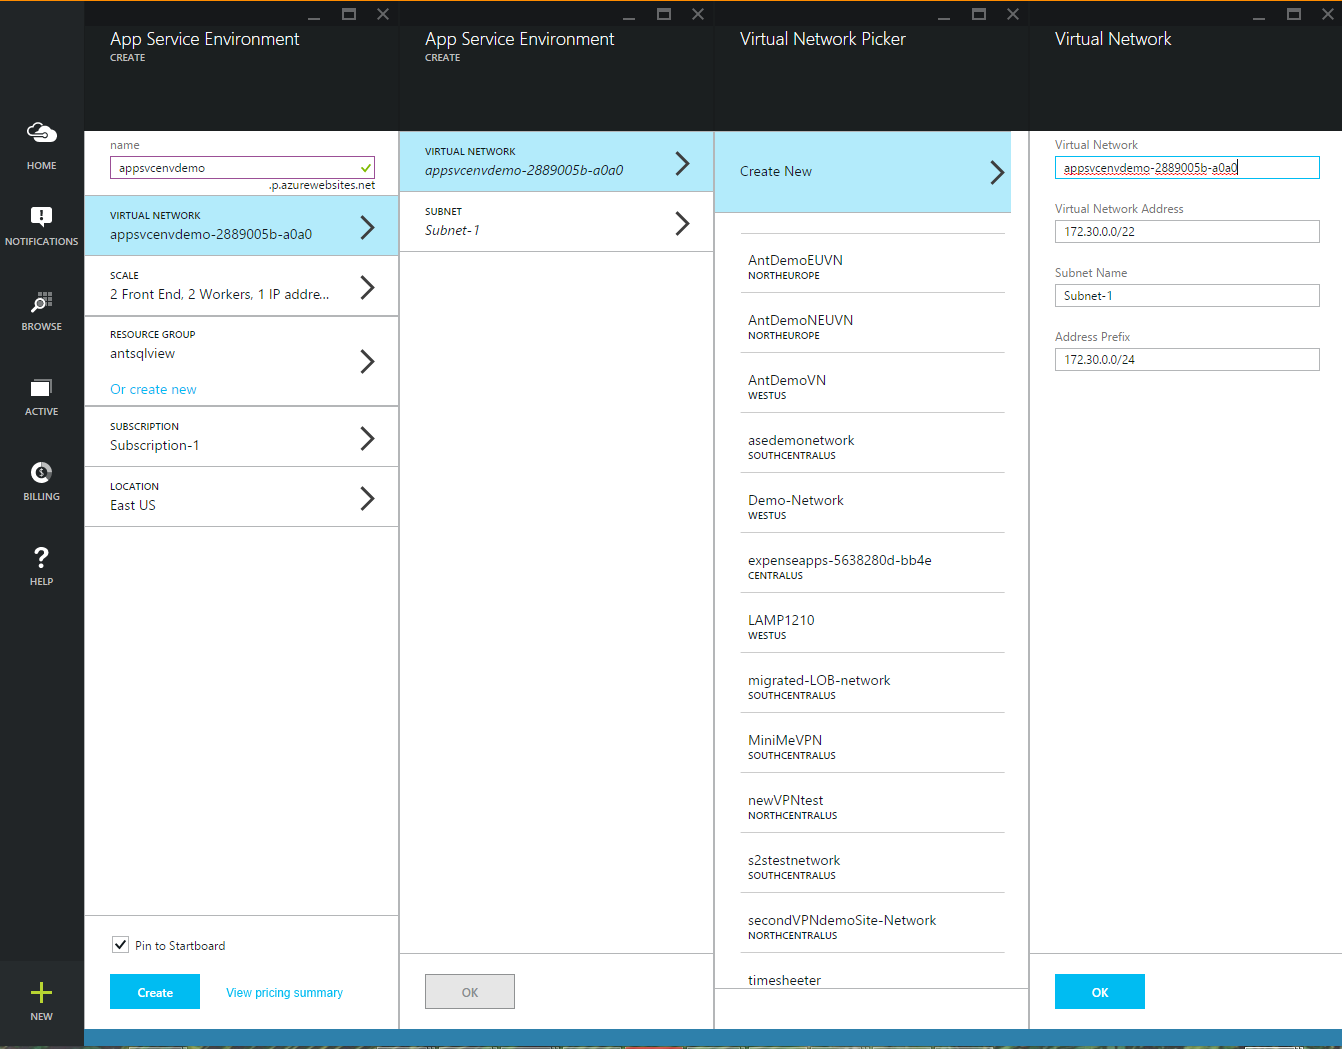 HOME
NOTIFICATIONS
BROWSE
ACTIVE
BILLING
HELP
NEW
App Service Environment
CREATE
name
appsvcenvdemo
.p.azurewebsites.net
VIRTUAL NETWORK
appsvcenvdemo-2889005b-a0a0
SCALE
2 Front End, 2 Workers, 1 IP addre...
RESOURCE GROUP
antsqlview
Or create new
SUBSCRIPTION
Subscription-1
LOCATION
East US
Pin to Startboard
Create
View pricing summary
App Service Environment
CREATE
VIRTUAL NETWORK
appsvcenvdemo-2889005b-a0a0
SUBNET
Subnet-1
OK
Virtual Network Picker
Create New
AntDemoEUVN
NORTHEUROPE
AntDemoNEUVN
NORTHEUROPE
AntDemoVN
WESTUS
asedemonetwork
SOUTHCENTRALUS
Demo-Network
WESTUS
expenseapps-5638280d-bb4e
CENTRALUS
LAMP1210
WESTUS
migrated-LOB-network
SOUTHCENTRALUS
MiniMeVPN
SOUTHCENTRALUS
newVPNtest
NORTHCENTRALUS
s2stestnetwork
SOUTHCENTRALUS
secondVPNdemoSite-Network
NORTHCENTRALUS
timesheeter
Virtual Network
Virtual Network
appsvcenvdemo-2889005b-a0a0
Virtual Network Address
172.30.0.0/22
Subnet Name
Subnet-1
Address Prefix
172.30.0.0/24
OK